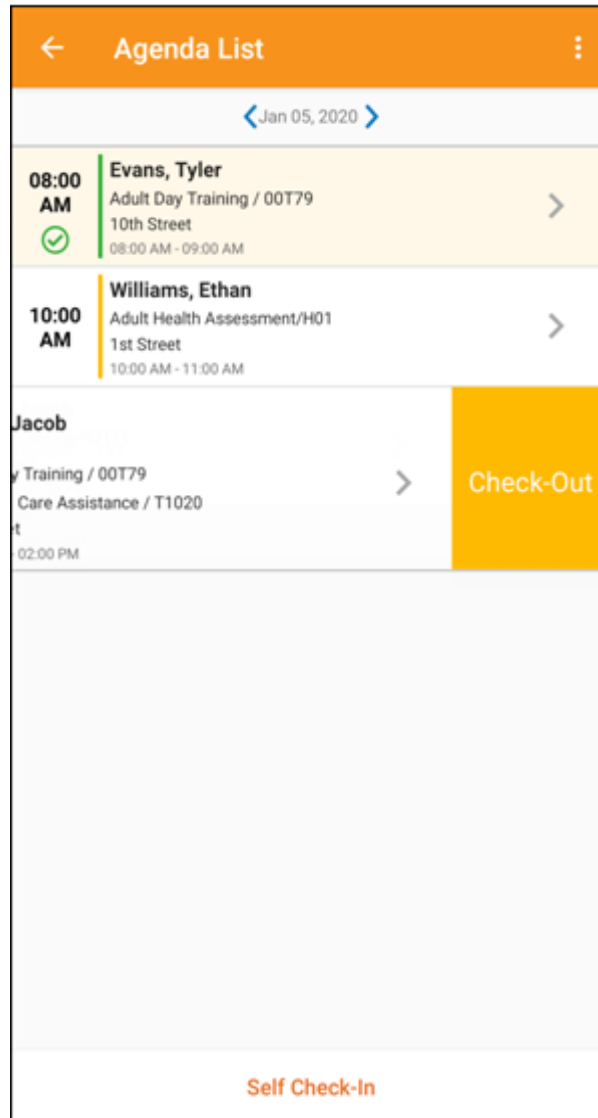 Agenda List
Jan 05, 2020
08:00
AM
Evans, Tyler
Adult Day Training / 00T79
10th Street
08:00 AM - 09:00 AM
10:00
AM
Williams, Ethan
Adult Health Assessment/H01
1st Street
10:00 AM - 11:00 AM
Jacob
y Training / 00T79
Care Assistance / T1020
t
02:00 PM
Check-Out
Self Check-In